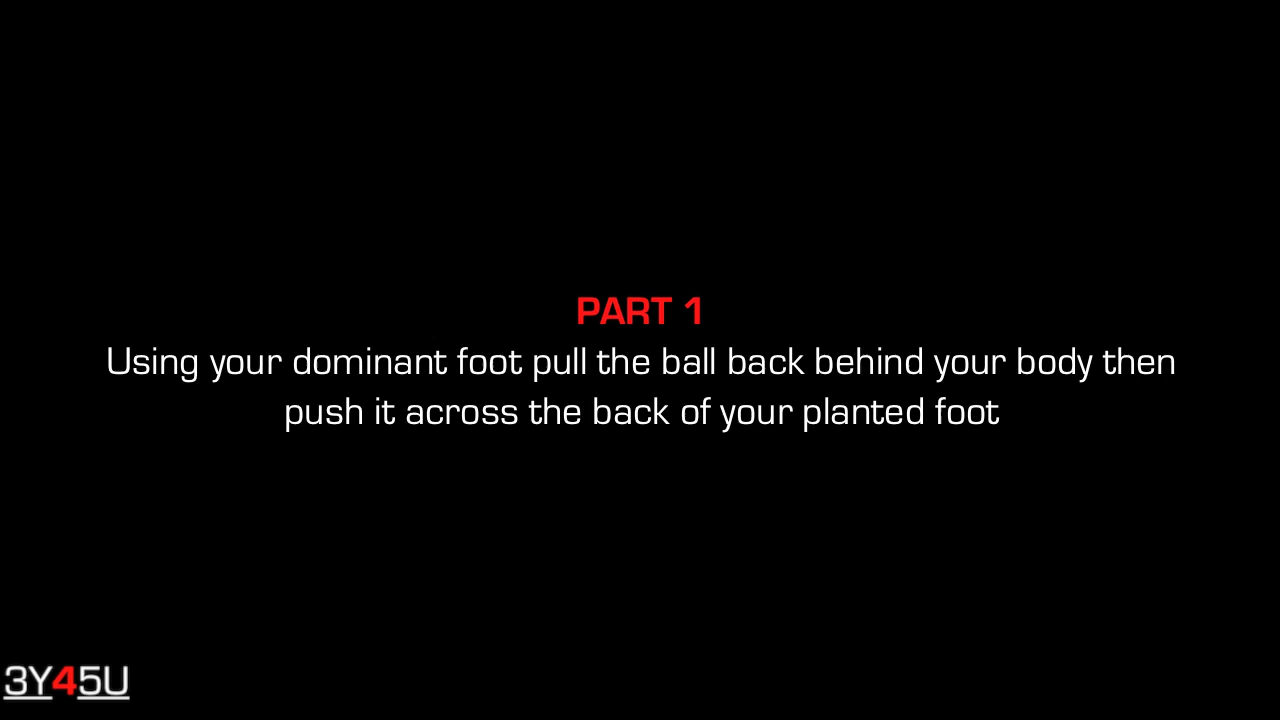 PART 1
Using your dominant foot pull the ball back behind your body then
push it across the back of your planted foot
3Y45U